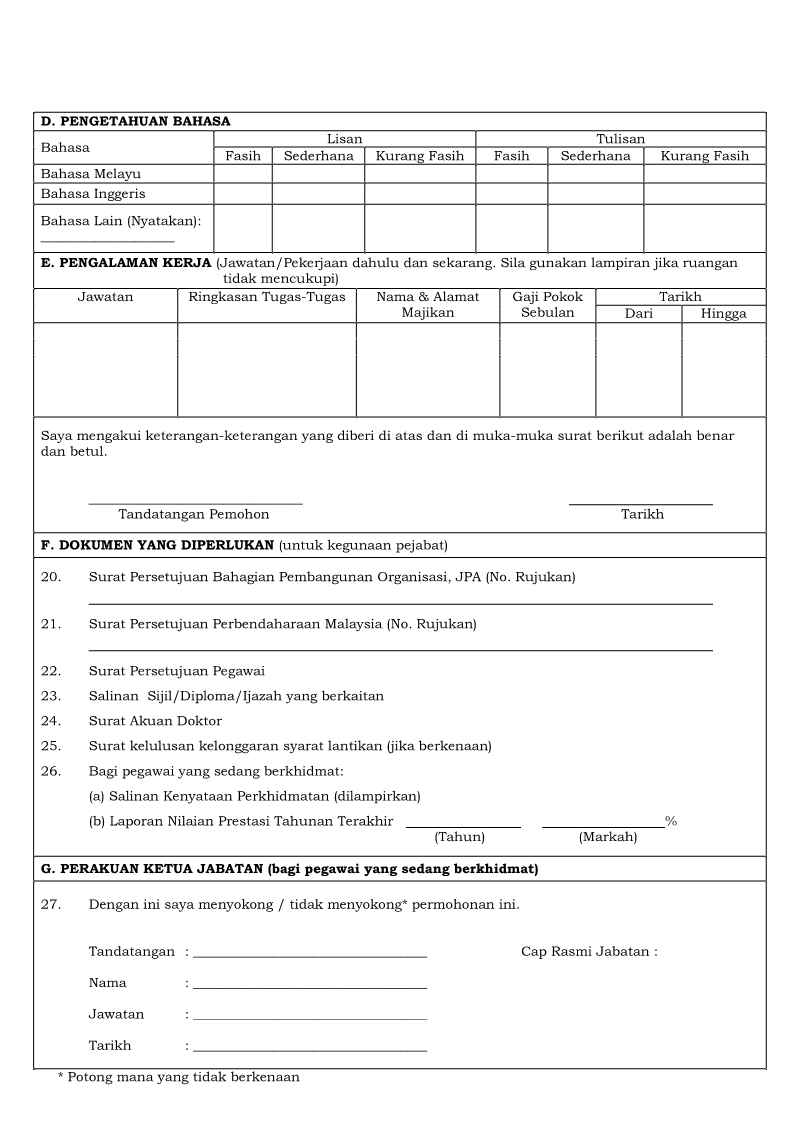 D. PENGETAHUAN BAHASA
Bahasa
Lisan
Tulisan
Fasih
Sederhana
Kurang Fasih
Fasih
Sederhana
Kurang Fasih
Bahasa Melayu
Bahasa Inggeris
Bahasa Lain (Nyatakan):
E. PENGALAMAN KERJA (Jawatan/Pekerjaan dahulu dan sekarang. Sila gunakan lampiran jika ruangan
tidak mencukupi)
Jawatan
Ringkasan Tugas-Tugas
Nama & Alamat
Majikan
Gaji Pokok
Sebulan
Tarikh
Dari
Hingga
Saya mengakui keterangan-keterangan yang diberi di atas dan di muka-muka surat berikut adalah benar
dan betul.
Tandatangan Pemohon
Tarikh
F. DOKUMEN YANG DIPERLUKAN (untuk kegunaan pejabat)
20. Surat Persetujuan Bahagian Pembangunan Organisasi, JPA (No. Rujukan)
21. Surat Persetujuan Perbendaharaan Malaysia (No. Rujukan)
22. Surat Persetujuan Pegawai
23. Salinan Sijil/Diploma/Ijazah yang berkaitan
24. Surat Akuan Doktor
25. Surat kelulusan kelonggaran syarat lantikan (jika berkenaan)
26. Bagi pegawai yang sedang berkhidmat:
(a) Salinan Kenyataan Perkhidmatan (dilampirkan)
(b) Laporan Nilaian Prestasi Tahunan Terakhir %
(Tahun) (Markah)
G. PERAKUAN KETUA JABATAN (bagi pegawai yang sedang berkhidmat)
27. Dengan ini saya menyokong / tidak menyokong* permohonan ini.
Tandatangan : Cap Rasmi Jabatan :
Nama :
Jawatan :
Tarikh :
* Potong mana yang tidak berkenaan